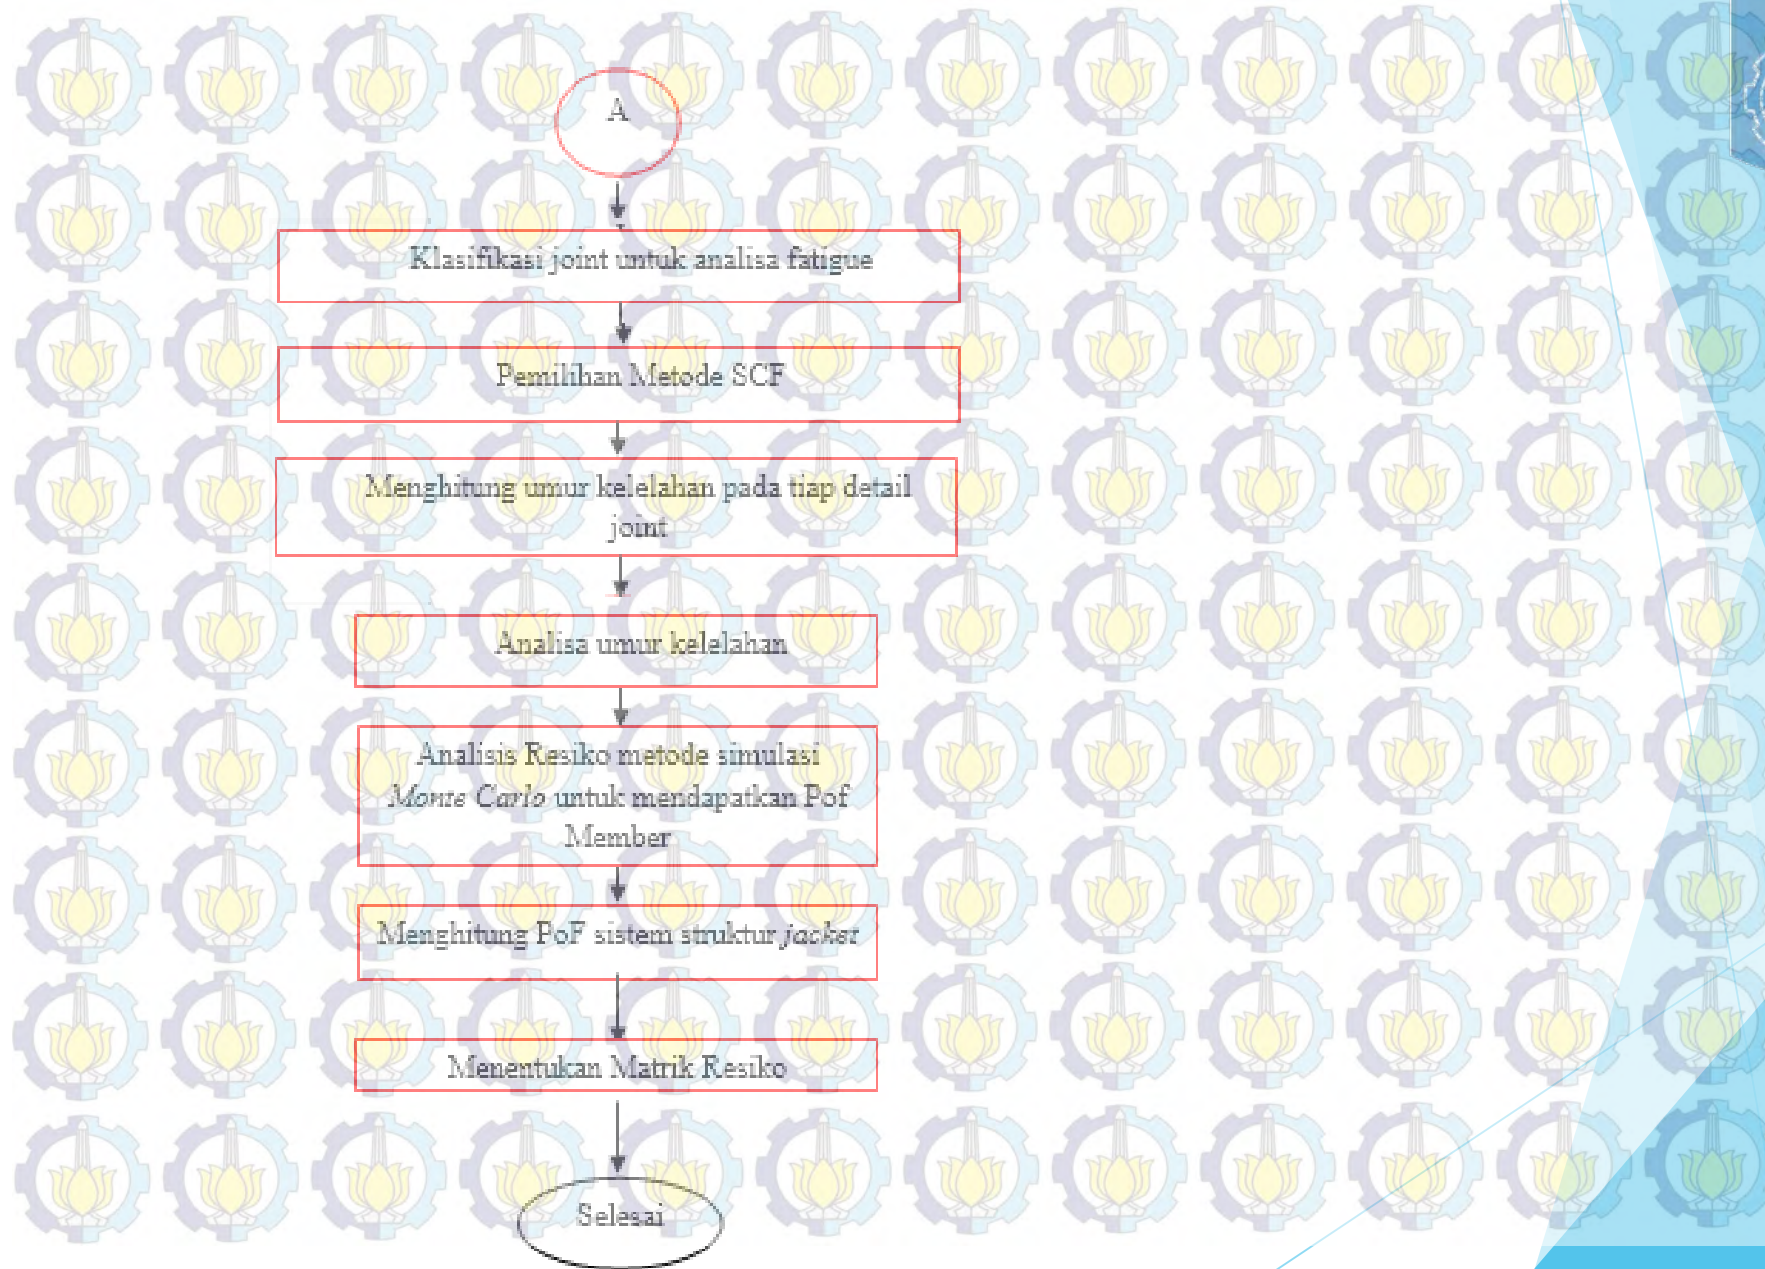 A
Klasifikasi joint untuk analisa fatigue
Pemilihan Metode SCF
Menghitung umur kelelahan pada tiap detail
joint
Analisa umur kelelahan
Analisis Resiko metode simulasi
Monte Carlo untuk mendapatkan Pof
Member
Menghitung PoF sistem struktur jacket
Menentukan Matrik Resiko
Selesai